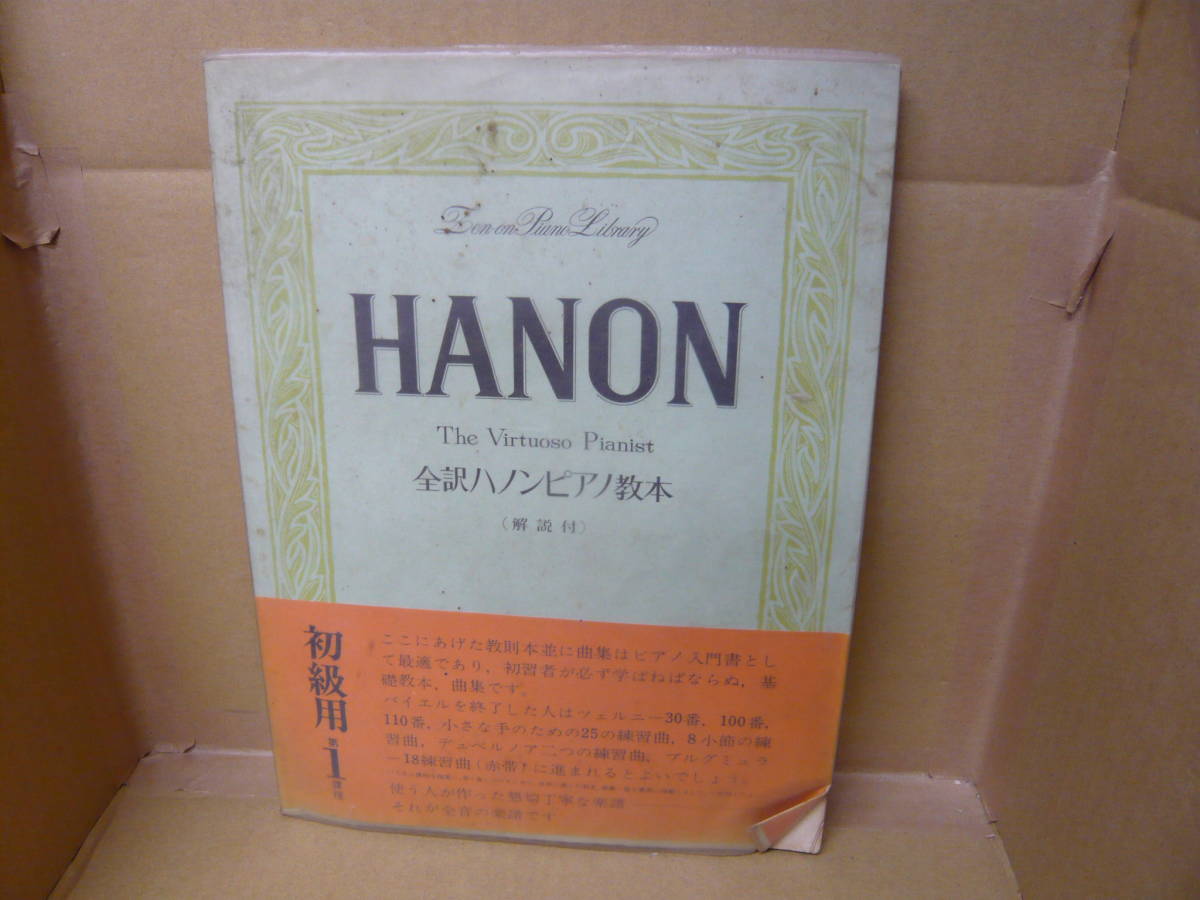 Zen-on Piano Library
HANON
The Virtuoso Pianist
全訳ハノンピアノ教本
(解説付)
初級用
第1課程
ここにあげた教則本並に曲集はピアノ入門書とし
て最適であり、初習者が必ず学ばねばならぬ、基
礎教本、曲集です。
バイエルを終了した人はツェルニー30番、100番、
110番、小さな手のための25の練習曲、8小節の練
習曲、デュベルノア二つの練習曲、ブルグミュラ
ー18練習曲(赤帯)に進まれるとよいでしょう。
使う人が作った懇切丁寧な楽譜
それが全音の楽譜です